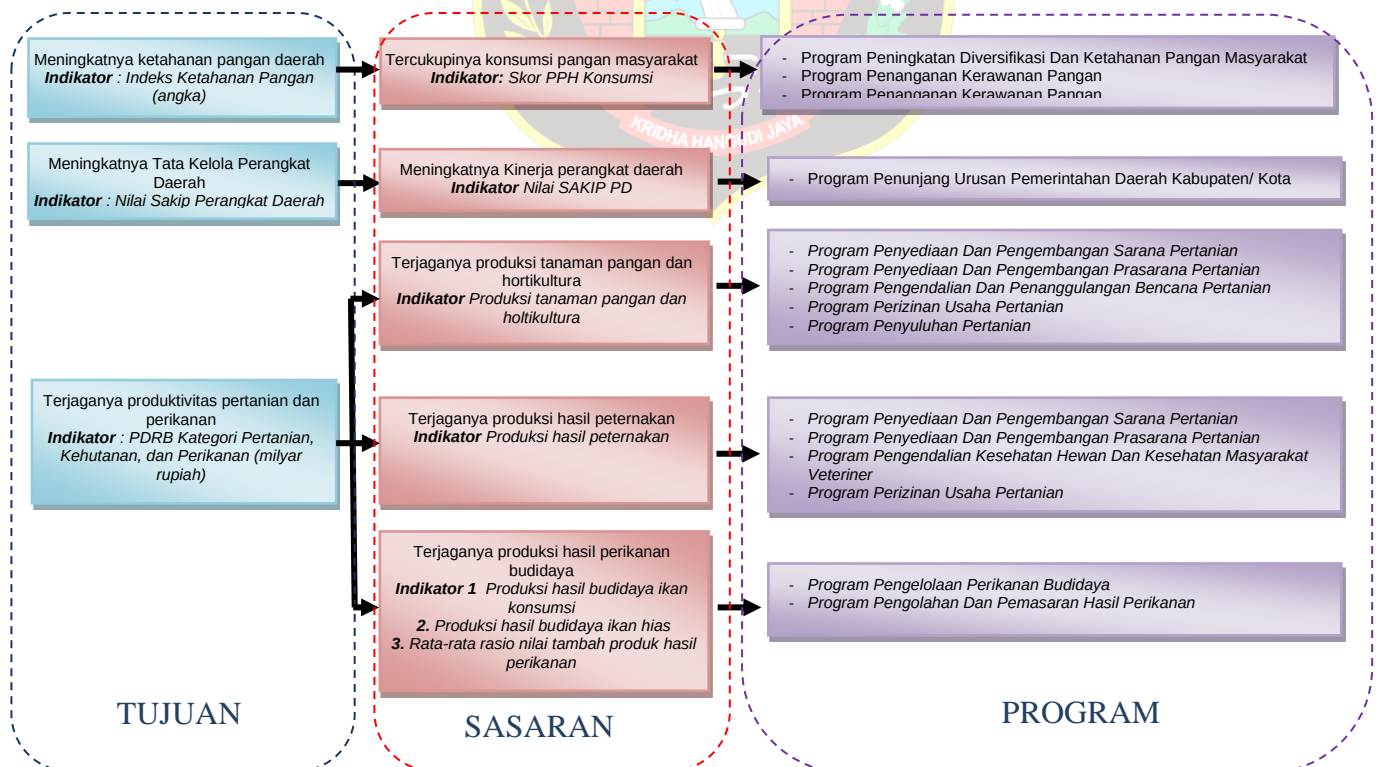 Meningkatnya ketahanan pangan daerah
Indikator : Indeks Ketahanan Pangan
(angka)
Tercukupinya konsumsi pangan masyarakat
Indikator: Skor PPH Konsumsi
- Program Peningkatan Diversifikasi Dan Ketahanan Pangan Masyarakat
- Program Penanganan Kerawanan Pangan
- Program Penanganan Kerawanan Pangan
KRIDHA HANGUDI JAYA
Meningkatnya Tata Kelola Perangkat
Daerah
Indikator : Nilai Sakip Perangkat Daerah
Meningkatnya Kinerja perangkat daerah
Indikator Nilai SAKIP PD
- Program Penunjang Urusan Pemerintahan Daerah Kabupaten/ Kota
Terjaganya produktivitas pertanian dan
perikanan
Indikator : PDRB Kategori Pertanian,
Kehutanan, dan Perikanan (milyar
rupiah)
Terjaganya produksi tanaman pangan dan
hortikultura
Indikator Produksi tanaman pangan dan
holtikultura
- Program Penyediaan Dan Pengembangan Sarana Pertanian
- Program Penyediaan Dan Pengembangan Prasarana Pertanian
- Program Pengendalian Dan Penanggulangan Bencana Pertanian
- Program Perizinan Usaha Pertanian
- Program Penyuluhan Pertanian
Terjaganya produksi hasil peternakan
Indikator Produksi hasil peternakan
- Program Penyediaan Dan Pengembangan Sarana Pertanian
- Program Penyediaan Dan Pengembangan Prasarana Pertanian
- Program Pengendalian Kesehatan Hewan Dan Kesehatan Masyarakat
Veteriner
- Program Perizinan Usaha Pertanian
Terjaganya produksi hasil perikanan
budidaya
Indikator 1 Produksi hasil budidaya ikan
konsumsi
2. Produksi hasil budidaya ikan hias
3. Rata-rata rasio nilai tambah produk hasil
perikanan
- Program Pengelolaan Perikanan Budidaya
- Program Pengolahan Dan Pemasaran Hasil Perikanan
TUJUAN
SASARAN
PROGRAM